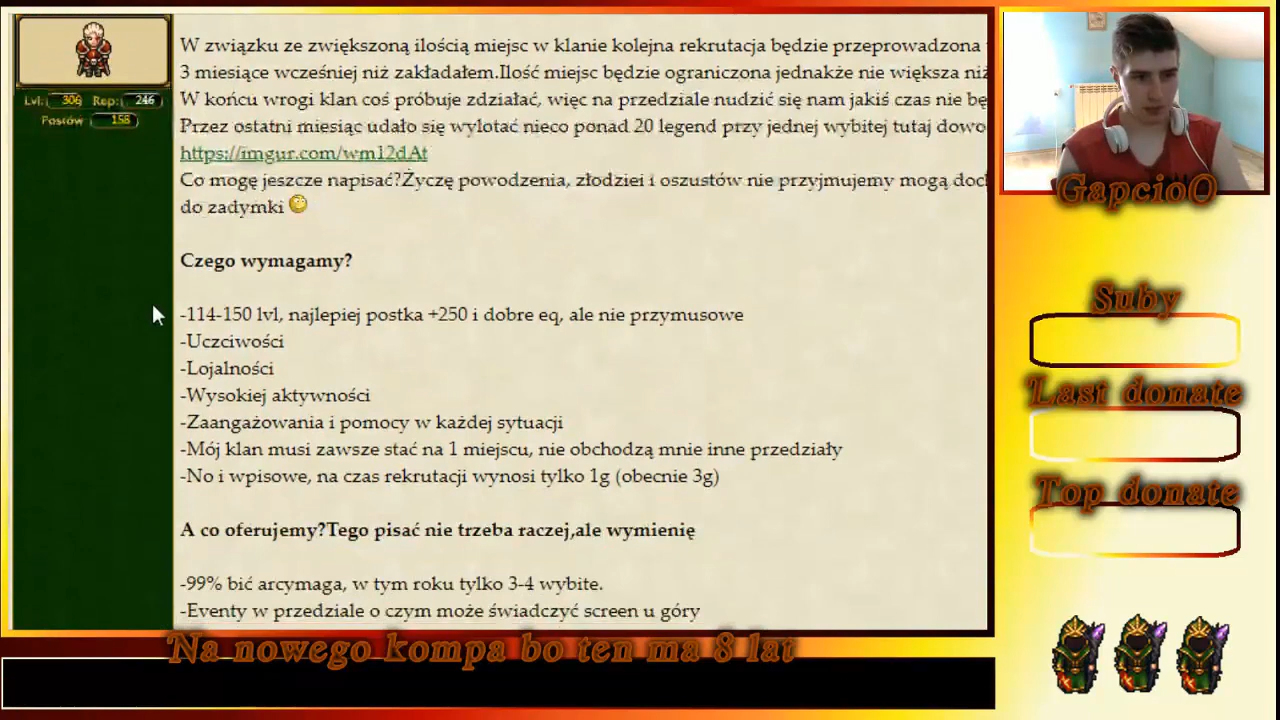 W związku ze zwiększoną ilością miejsc w klanie kolejna rekrutacja będzie przeprowadzona
3 miesiące wcześniej niż zakładałem.Ilość miejsc będzie ograniczona jednakże nie większa niż
W końcu wrogi klan coś próbuje zdziałać, więc na przedziale nudzić się nam jakiś czas nie bę
Przez ostatni miesiąc udało się wylotać nieco ponad 20 legend przy jednej wybitej tutaj dowo
https://imgur.com/wm12dAt
Co mogę jeszcze napisać?Życzę powodzenia, złodziei i oszustów nie przyjmujemy mogą doc
do zadymki
Czego wymagamy?
-114-150 lvl, najlepiej postka +250 i dobre eq, ale nie przymusowe
-Uczciwości
-Lojalności
-Wysokiej aktywności
-Zaangażowania i pomocy w każdej sytuacji
-Mój klan musi zawsze stać na 1 miejscu, nie obchodzą mnie inne przedziały
-No i wpisowe, na czas rekrutacji wynosi tylko 1g (obecnie 3g)
A co oferujemy?Tego pisać nie trzeba raczej,ale wymienię
-99% bić arcymaga, w tym roku tylko 3-4 wybite.
-Eventy w przedziale o czym może świadczyć screen u góry
Lvl: 306 Rep: 246
Postów 158
GapcioO
Suby
Last donate
Top donate
Na nowego kompa bo ten ma 8 lat